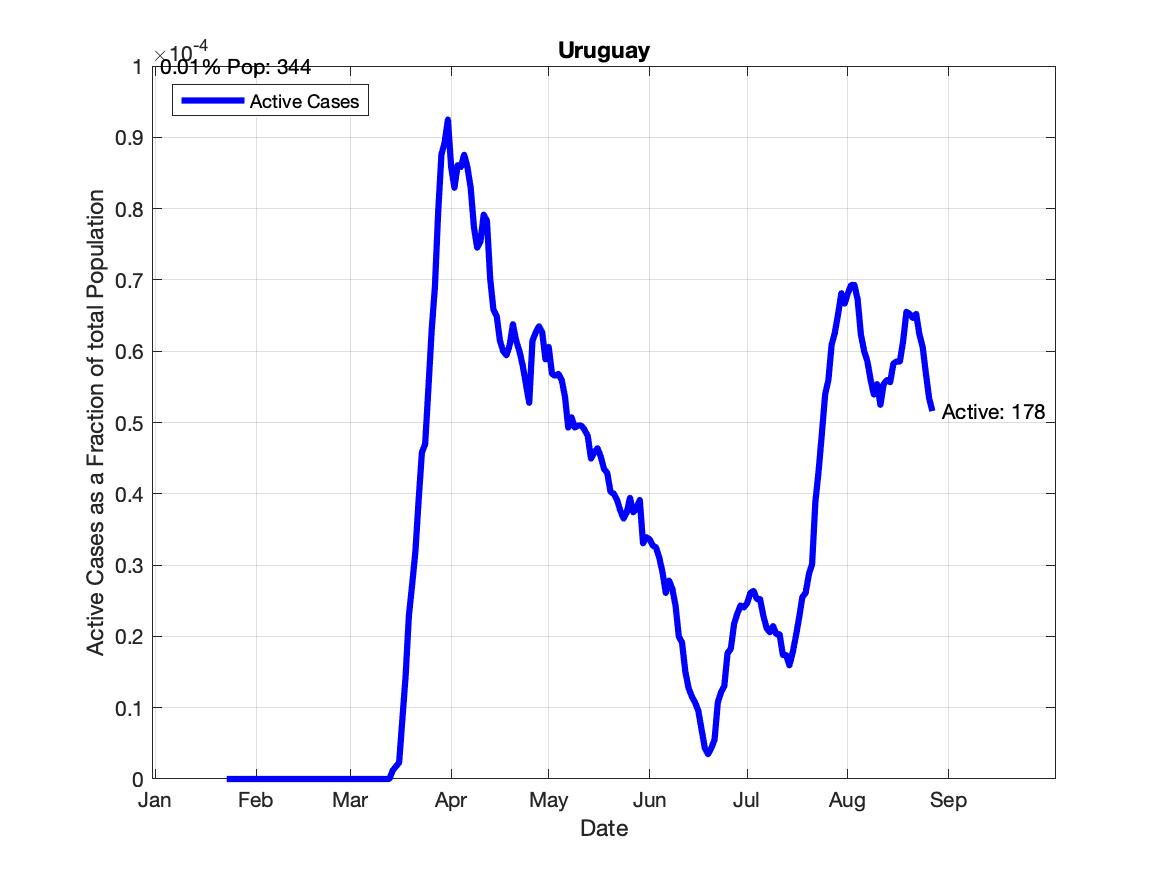 Uruguay
×10-4
0.01% Pop: 344
Active Cases
1
0.9
0.8
0.7
0.6
0.5
0.4
0.3
0.2
0.1
0
Active Cases as a Fraction of total Population
Active: 178
Jan Feb Mar Apr May Jun Jul Aug Sep
Date